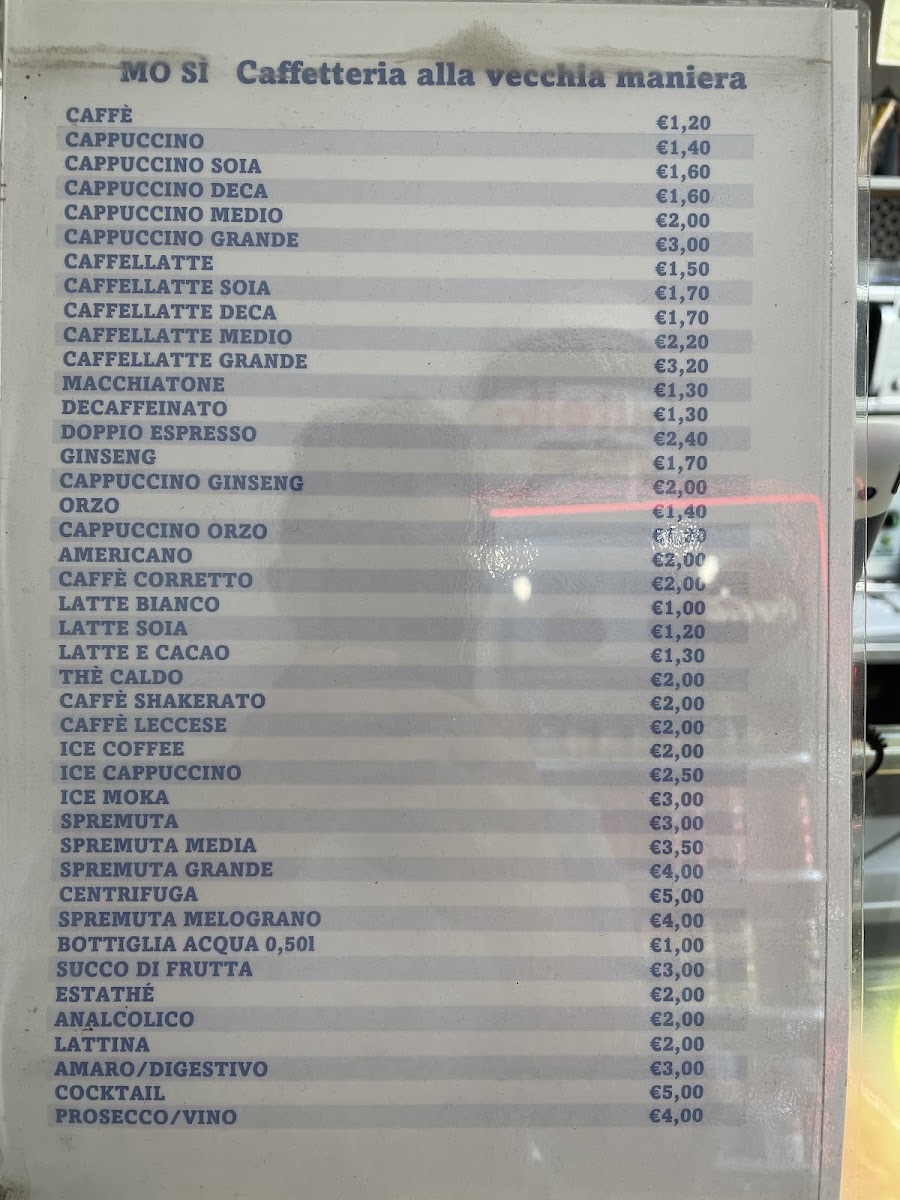 MO SÌ Caffetteria alla vecchia maniera
CAFFÈ €1,20
CAPPUCCINO €1,40
CAPPUCCINO SOIA €1,60
CAPPUCCINO DECA €1,60
CAPPUCCINO MEDIO €2,00
CAPPUCCINO GRANDE €3,00
CAFFELLATTE €1,50
CAFFELLATTE SOIA €1,70
CAFFELLATTE DECA €1,70
CAFFELLATTE MEDIO €2,20
CAFFELLATTE GRANDE €3,20
MACCHIATONE €1,30
DECAFFEINATO €1,30
DOPPIO ESPRESSO €2,40
GINSENG €1,70
CAPPUCCINO GINSENG €2,00
ORZO €1,40
CAPPUCCINO ORZO
AMERICANO €2,00
CAFFÈ CORRETTO €2,00
LATTE BIANCO €1,00
LATTE SOIA €1,20
LATTE E CACAO €1,30
THÈ CALDO €2,00
CAFFÈ SHAKERATO €2,00
CAFFÈ LECCESE €2,00
ICE COFFEE €2,00
ICE CAPPUCCINO €2,50
ICE MOKA €3,00
SPREMUTA €3,00
SPREMUTA MEDIA €3,50
SPREMUTA GRANDE €4,00
CENTRIFUGA €5,00
SPREMUTA MELOGRANO €4,00
BOTTIGLIA ACQUA 0,50l €1,00
SUCCO DI FRUTTA €3,00
ESTATHÉ €2,00
ANALCOLICO €2,00
LATTINA €2,00
AMARO/DIGESTIVO €3,00
COCKTAIL €5,00
PROSECCO/VINO €4,00